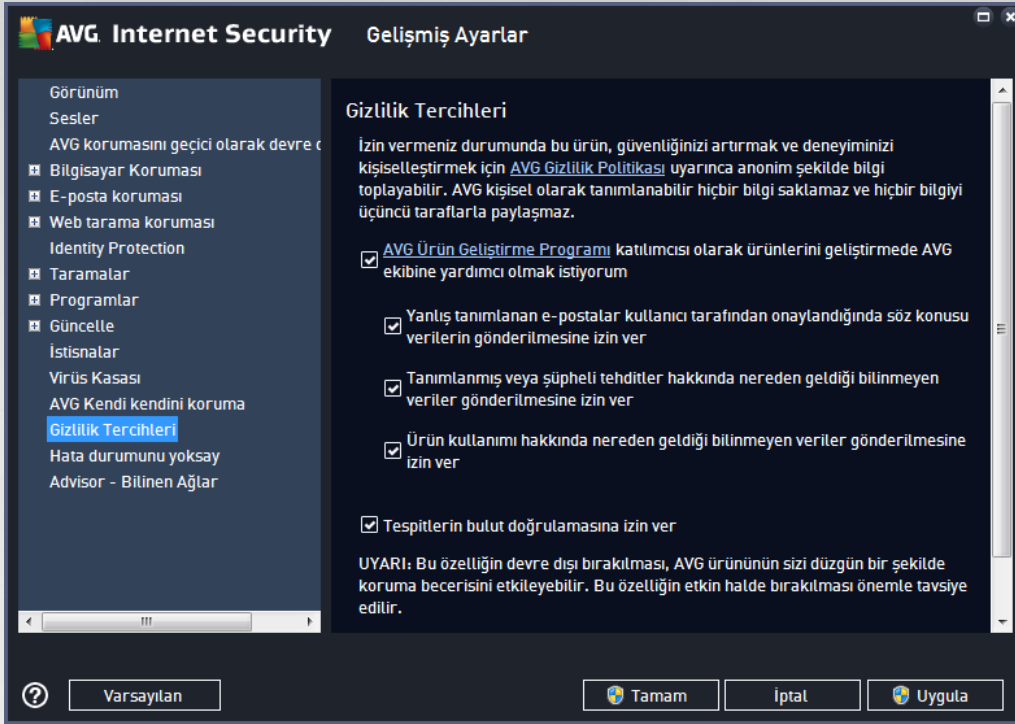 AVG. Internet Security
Gelişmiş Ayarlar
Görünüm
Sesler
AVG korumasını geçici olarak devre
Bilgisayar Koruması
E-posta koruması
Web tarama koruması
Identity Protection
Taramalar
Programlar
Güncelle
İstisnalar
Virüs Kasası
AVG Kendi kendini koruma
Gizlilik Tercihleri
Hata durumunu yoksay
Advisor - Bilinen Ağlar
Gizlilik Tercihleri
İzin vermeniz durumunda bu ürün, güvenliğinizi artırmak ve deneyiminizi
kişiselleştirmek için AVG Gizlilik Politikası uyarınca anonim şekilde bilgi
toplayabilir. AVG kişisel olarak tanımlanabilir hiçbir bilgi saklamaz ve hiçbir bilgiyi
üçüncü taraflarla paylaşmaz.
AVG Ürün Geliştirme Programı katılımcısı olarak ürünlerini geliştirmede AVG
ekibine yardımcı olmak istiyorum
Yanlış tanımlanan e-postalar kullanıcı tarafından onaylandığında söz konusu
verilerin gönderilmesine izin ver
Tanımlanmış veya şüpheli tehditler hakkında nereden geldiği bilinmeyen
veriler gönderilmesine izin ver
Ürün kullanımı hakkında nereden geldiği bilinmeyen veriler gönderilmesine
izin ver
Tespitlerin bulut doğrulamasına izin ver
UYARI: Bu özelliğin devre dışı bırakılması, AVG ürününün sizi düzgün bir şekilde
koruma becerisini etkileyebilir. Bu özelliğin etkin halde bırakılması önemle tavsiye
edilir.
Varsayılan
Tamam
İptal
Uygula